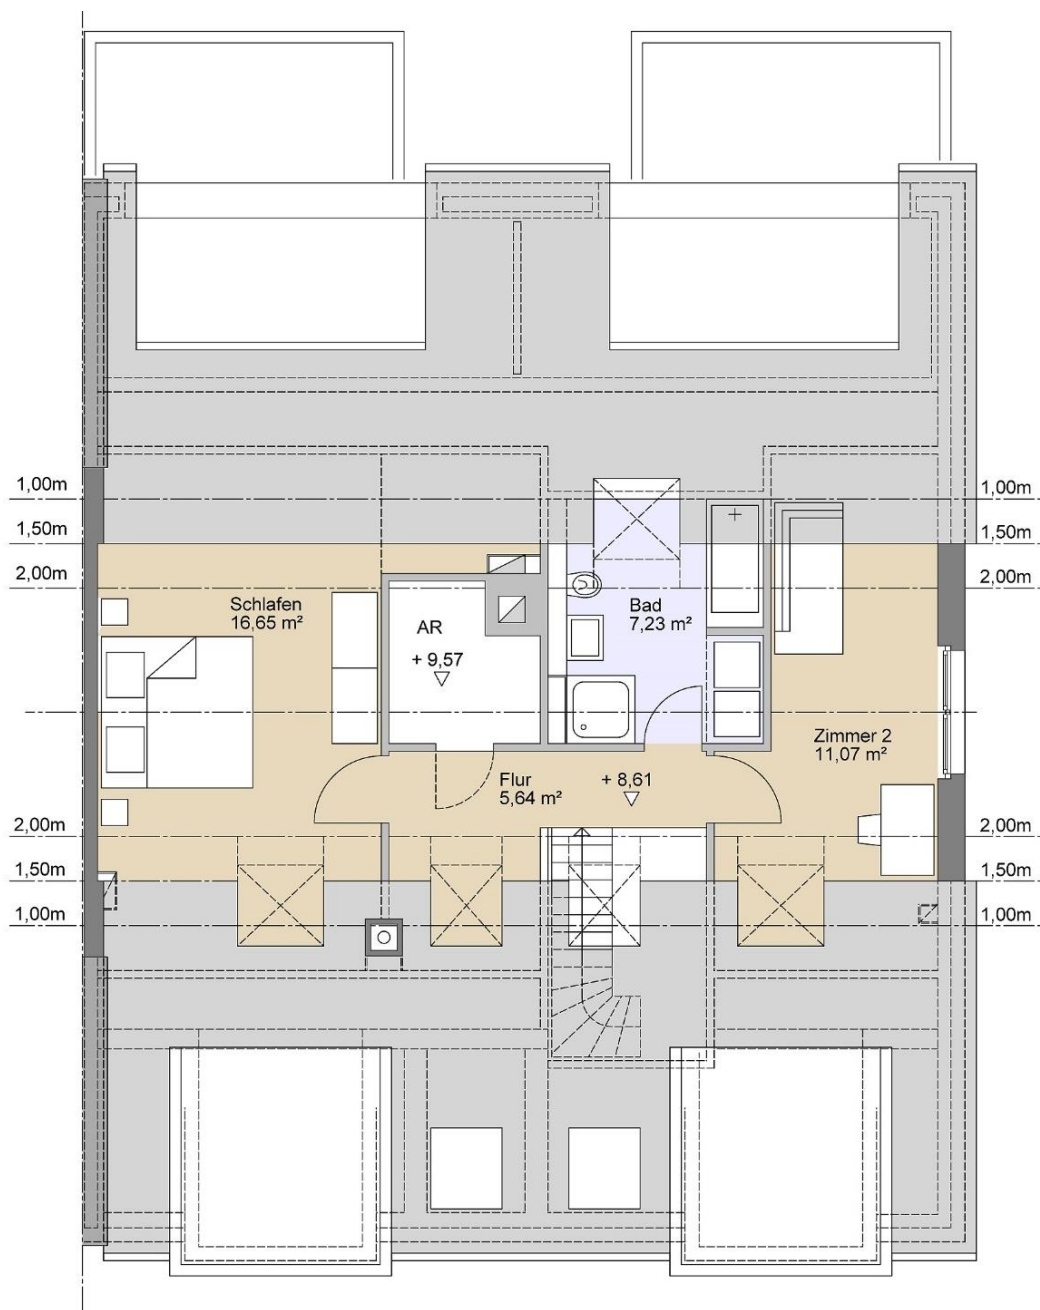 1,00m
1,00m
1,50m
1,50m
2,00m
2,00m
Schlafen
16,65 m²
AR
+ 9,57
Bad
7,23 m²
Zimmer 2
11,07 m²
Flur
5,64 m²
+ 8,61
2,00m
2,00m
1,50m
1,50m
1,00m
1,00m